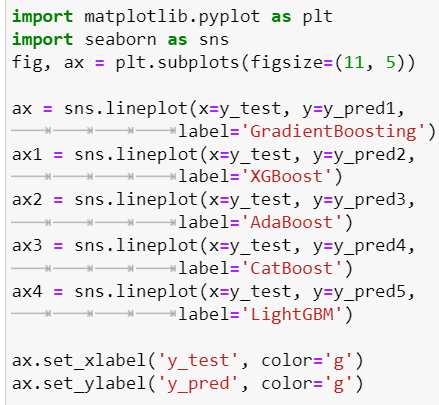 import matplotlib.pyplot as plt
import seaborn as sns
fig, ax = plt.subplots(figsize=(11, 5))
ax = sns.lineplot(x=y_test, y=y_pred1,
label='GradientBoosting')
ax1 = sns.lineplot(x=y_test, y=y_pred2,
label='XGBoost')
ax2 = sns.lineplot(x=y_test, y=y_pred3,
label='AdaBoost')
ax3 = sns.lineplot(x=y_test, y=y_pred4,
label='CatBoost')
ax4 = sns.lineplot(x=y_test, y=y_pred5,
label='LightGBM')
ax.set_xlabel('y_test', color='g')
ax.set_ylabel('y_pred', color='g')